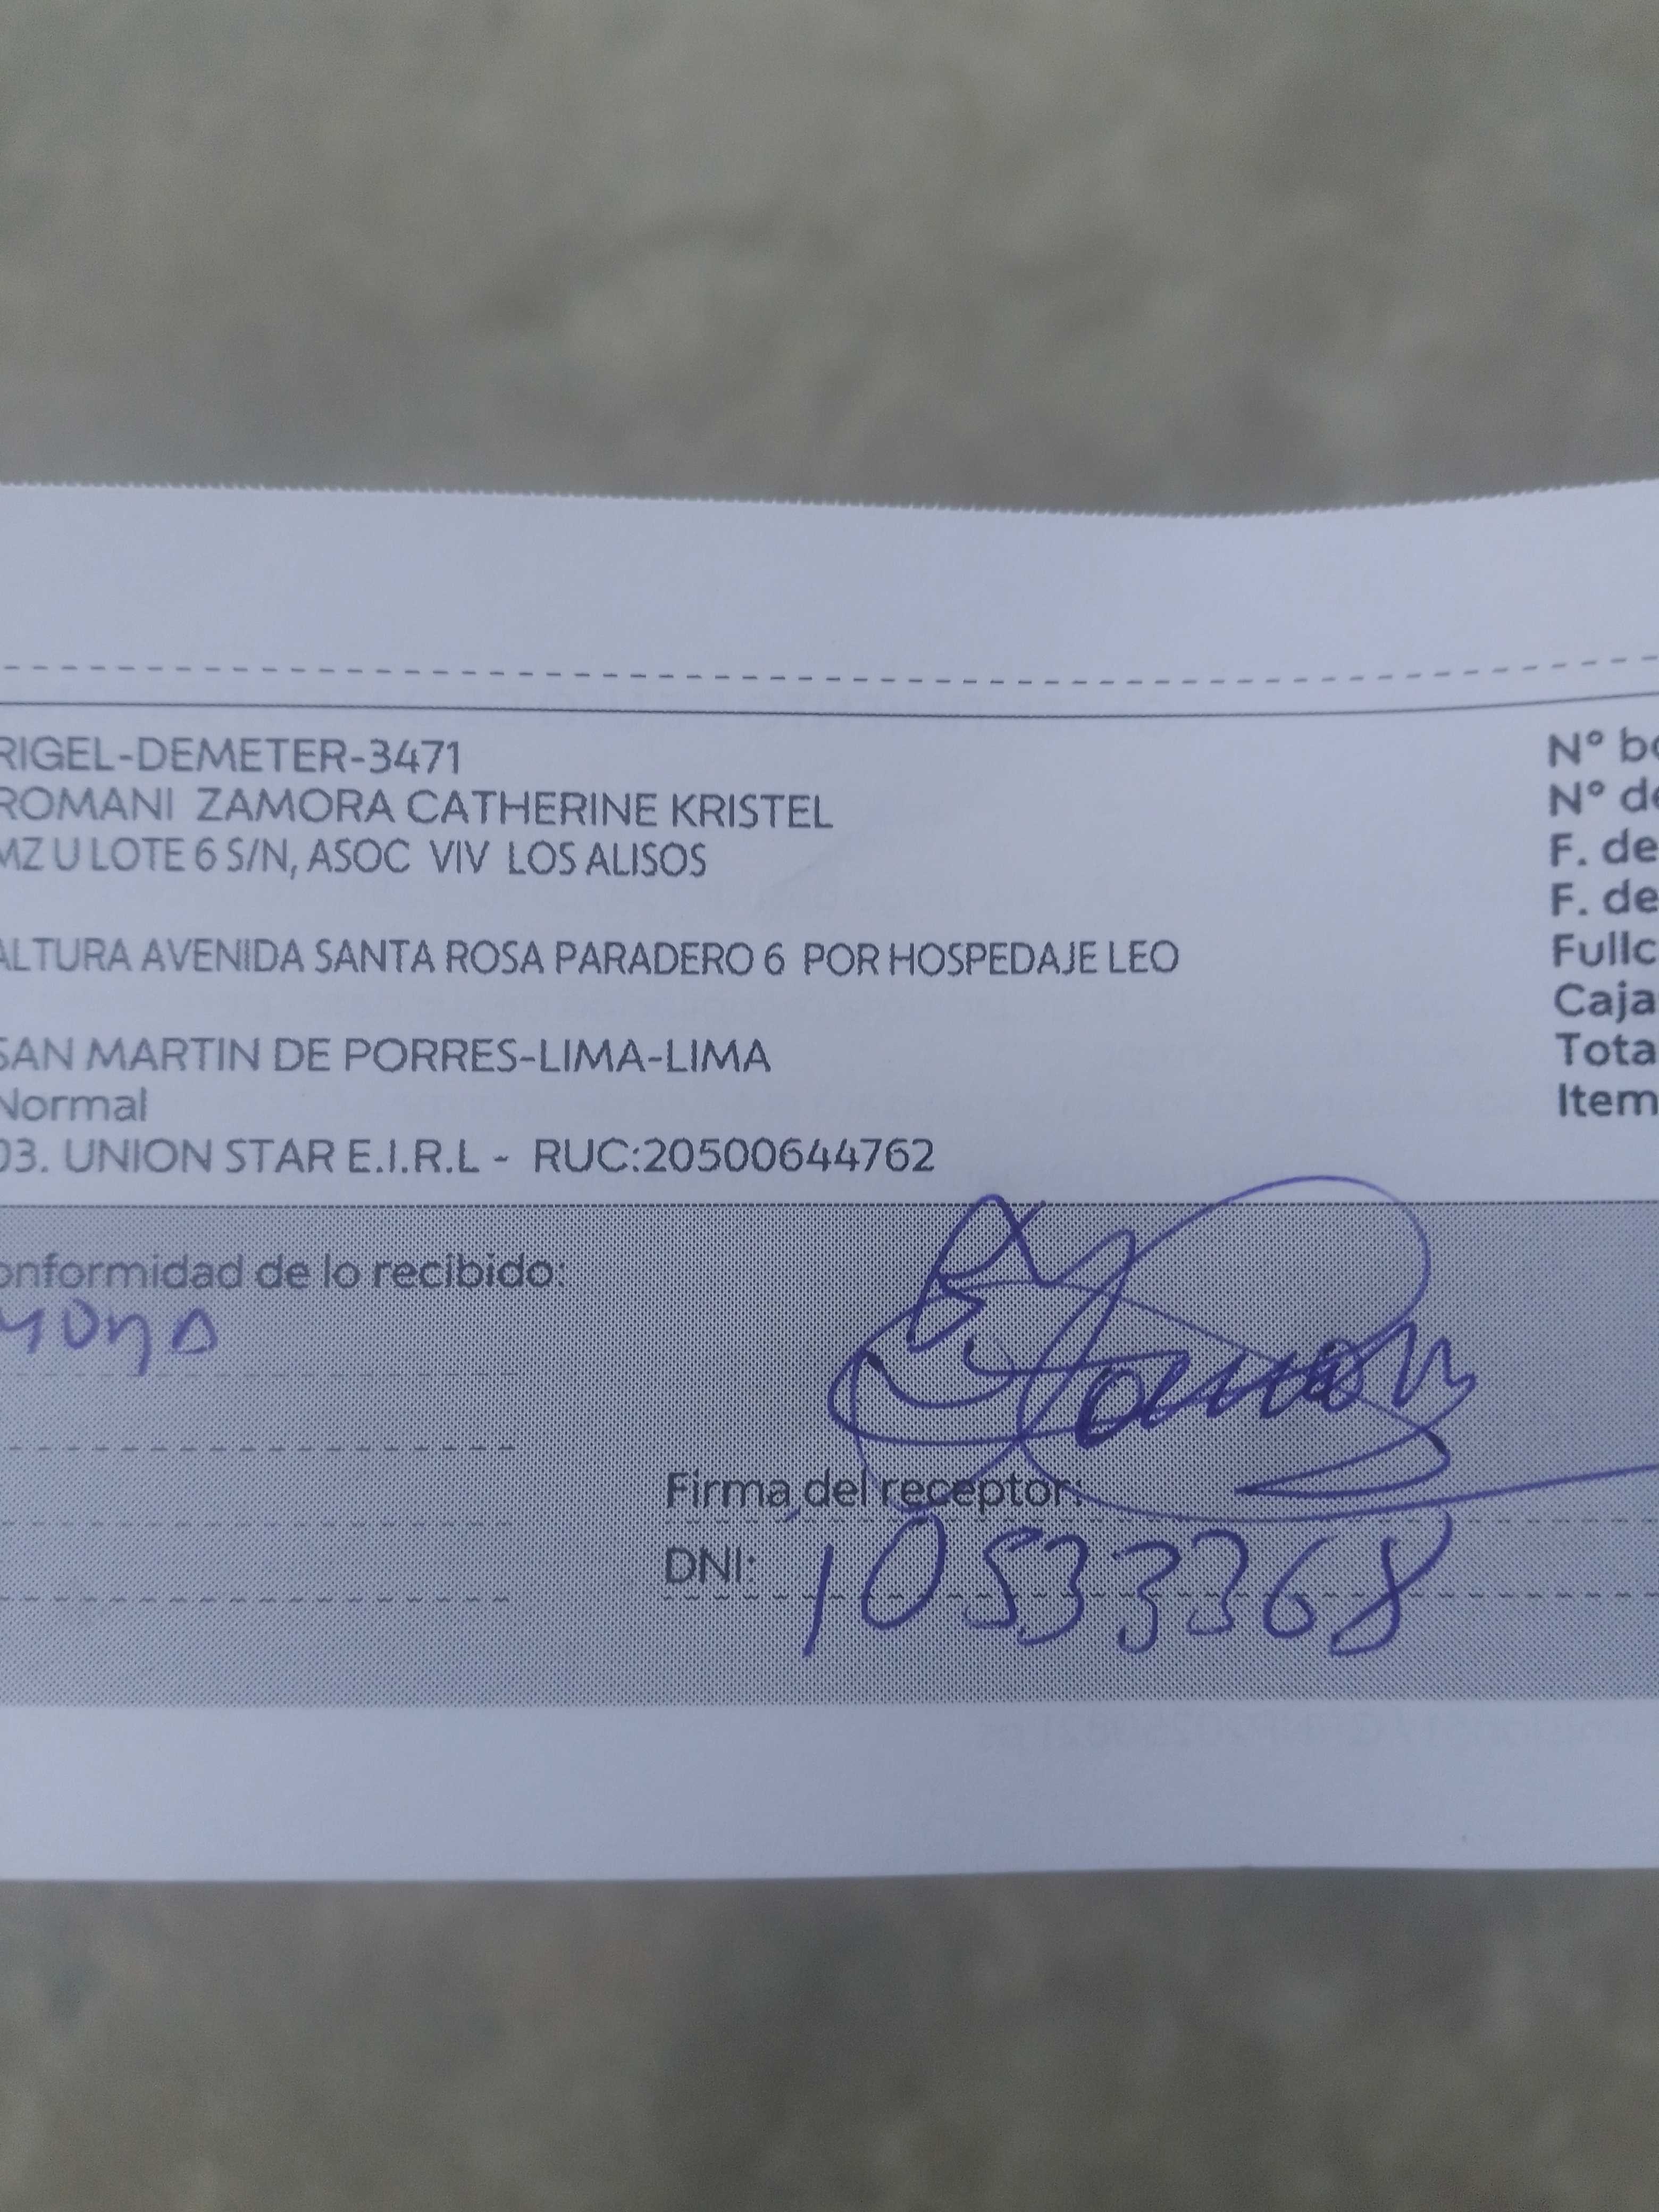 RIGEL-DEMETER-3471
ROMANI ZAMORA CATHERINE KRISTEL
MZ U LOTE 6 S/N, ASOC VIV LOS ALISOS
ALTURA AVENIDA SANTA ROSA PARADERO 6 POR HOSPEDAJE LEO
SAN MARTIN DE PORRES-LIMA-LIMA
Normal
03. UNION STAR E.I.R.L - RUC:20500644762
N° bo
N° de
F. de
F. de
Fullc
Caja
Tota
Item
onformidad de lo recibido:
Firma del receptor:
DNI: 10533368